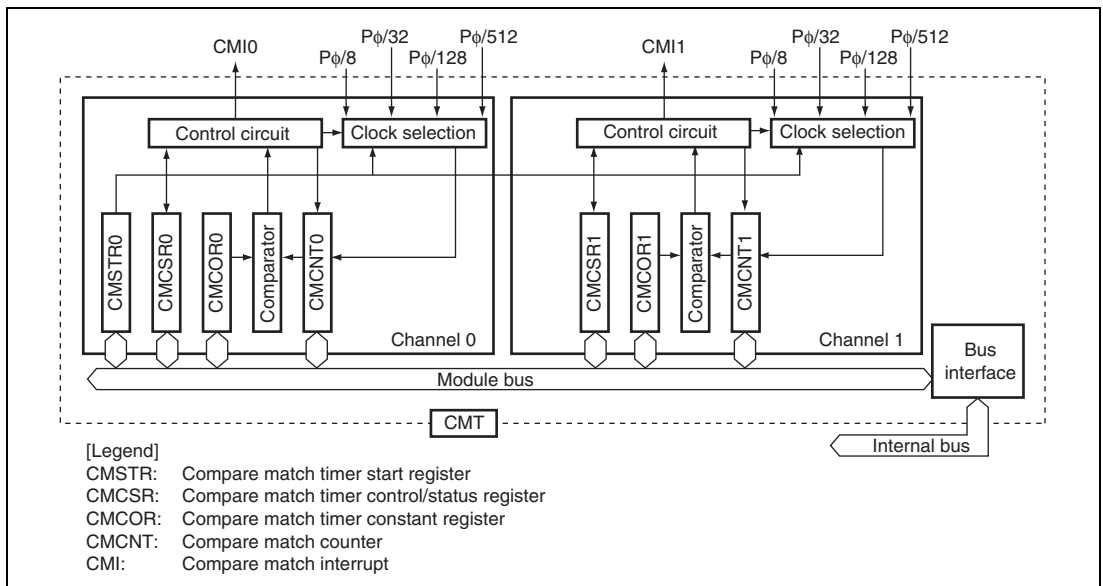 CMI0
Pφ/8
Pφ/32
Pφ/128
Pφ/512
CMI1
Pφ/8
Pφ/32
Pφ/128
Pφ/512
Control circuit
Clock selection
Control circuit
Clock selection
CMSTR0
CMCSR0
CMCOR0
Comparator
CMCNT0
Channel 0
CMCSR1
CMCOR1
Comparator
CMCNT1
Channel 1
Bus
interface
Module bus
CMT
Internal bus
[Legend]
CMSTR: Compare match timer start register
CMCSR: Compare match timer control/status register
CMCOR: Compare match timer constant register
CMCNT: Compare match counter
CMI: Compare match interrupt